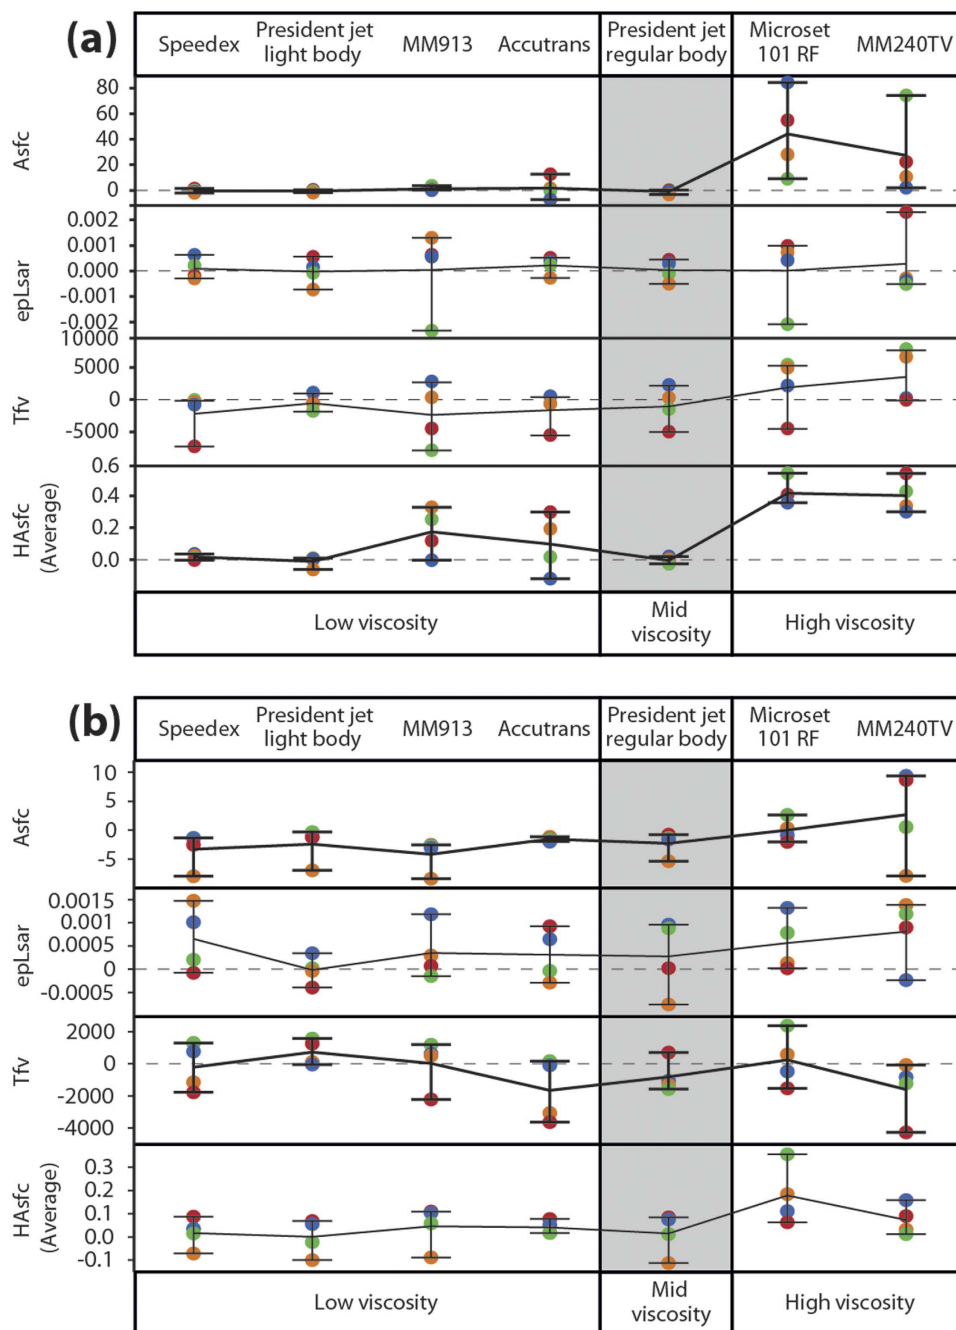 (a)
Speedex
President jet
light body
MM913
Accutrans
President jet
regular body
Microset
101 RF
MM240TV
Asfc
80
60
40
20
0
epLsar
0.002
0.001
0.000
-0.001
-0.002
Tfv
10000
5000
0
-5000
HAsfc
(Average)
0.6
0.4
0.2
0.0
Low viscosity
Mid
viscosity
High viscosity
(b)
Speedex
President jet
light body
MM913
Accutrans
President jet
regular body
Microset
101 RF
MM240TV
Asfc
10
5
0
-5
epLsar
0.0015
0.001
0.0005
0
-0.0005
Tfv
2000
0
-2000
-4000
HAsfc
(Average)
0.3
0.2
0.1
0.0
-0.1
Low viscosity
Mid
viscosity
High viscosity